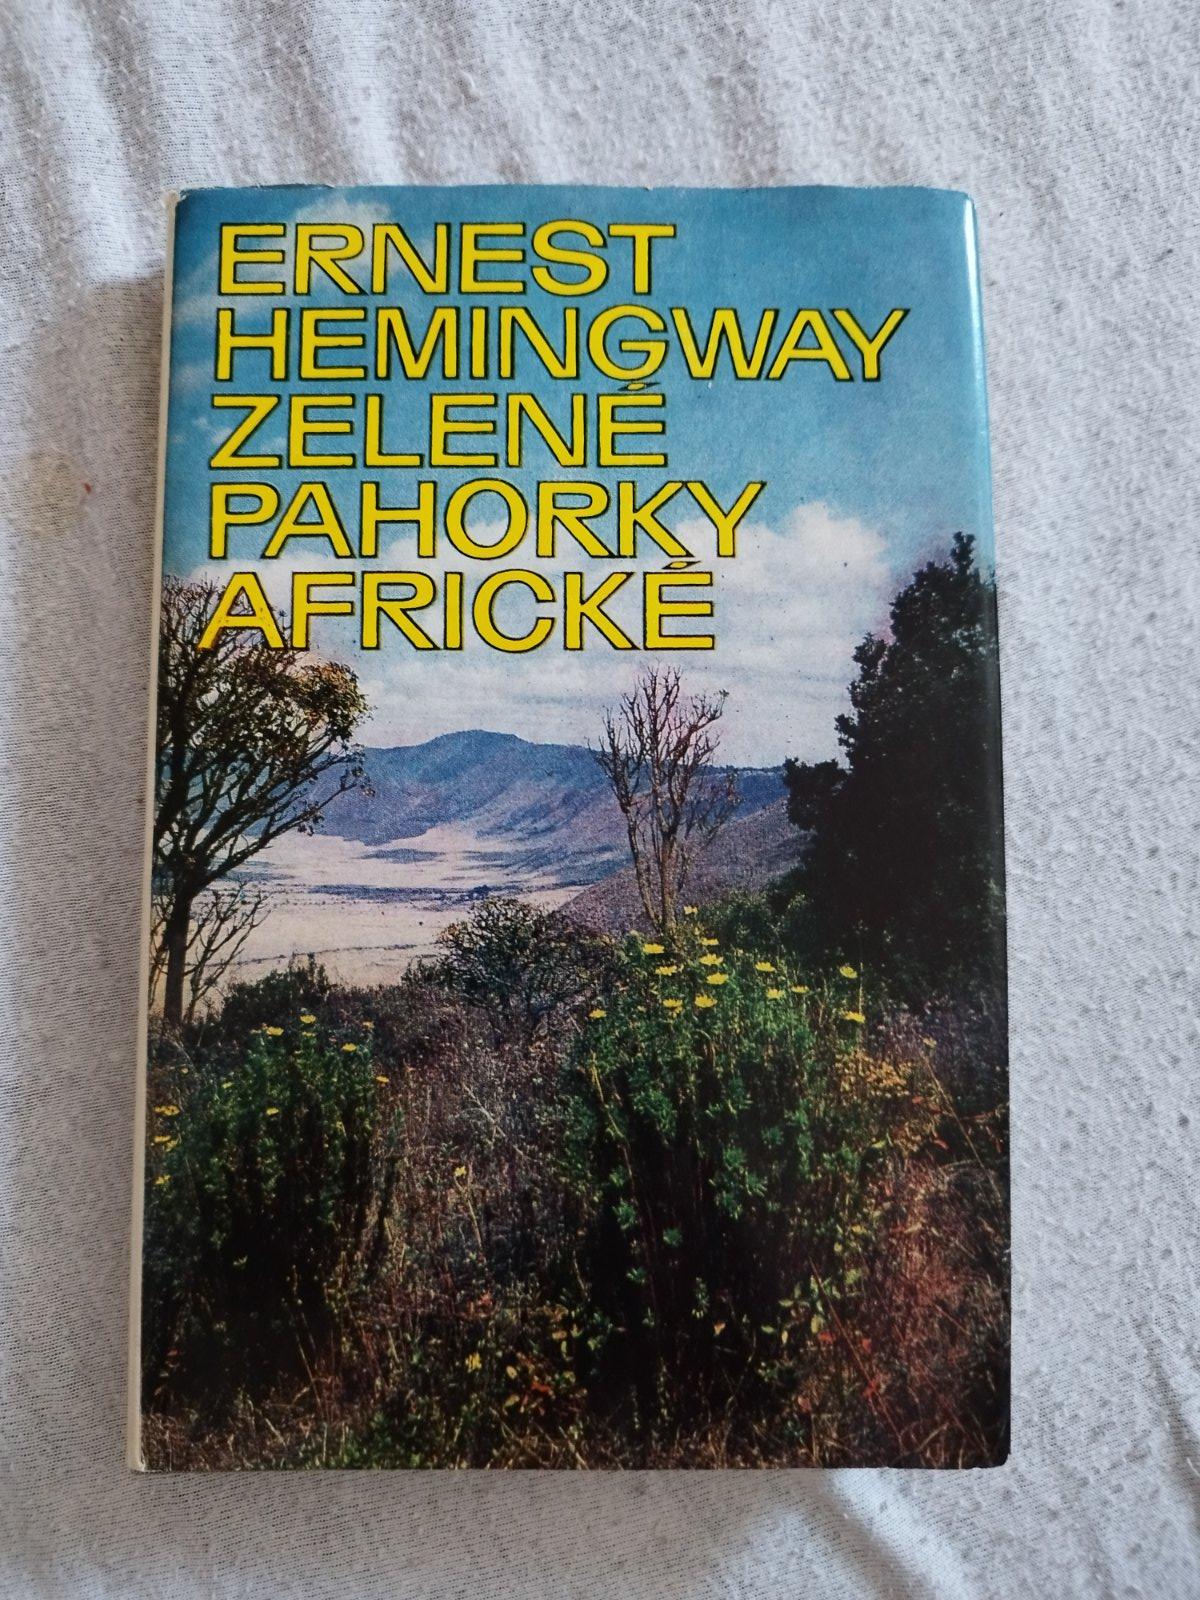 ERNEST
HEMINGWAY
ZELENÉ
PAHORKY
AFRICKÉ